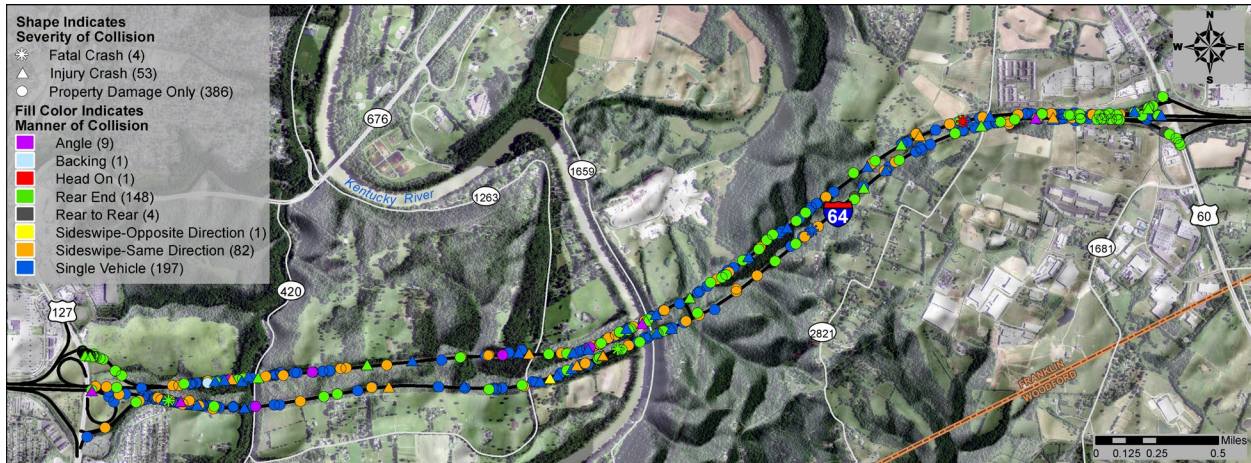 Shape Indicates
Severity of Collision
Fatal Crash (4)
Injury Crash (53)
Property Damage Only (386)
Fill Color Indicates
Manner of Collision
Angle (9)
Backing (1)
Head On (1)
Rear End (148)
Rear to Rear (4)
Sideswipe-Opposite Direction (1)
Sideswipe-Same Direction (82)
Single Vehicle (197)
N
W E
S
676
Kentucky River
1263
1659
64
60
1681
420
127
2821
FRANKLIN
WOODFORD
Miles
0 0.125 0.25 0.5